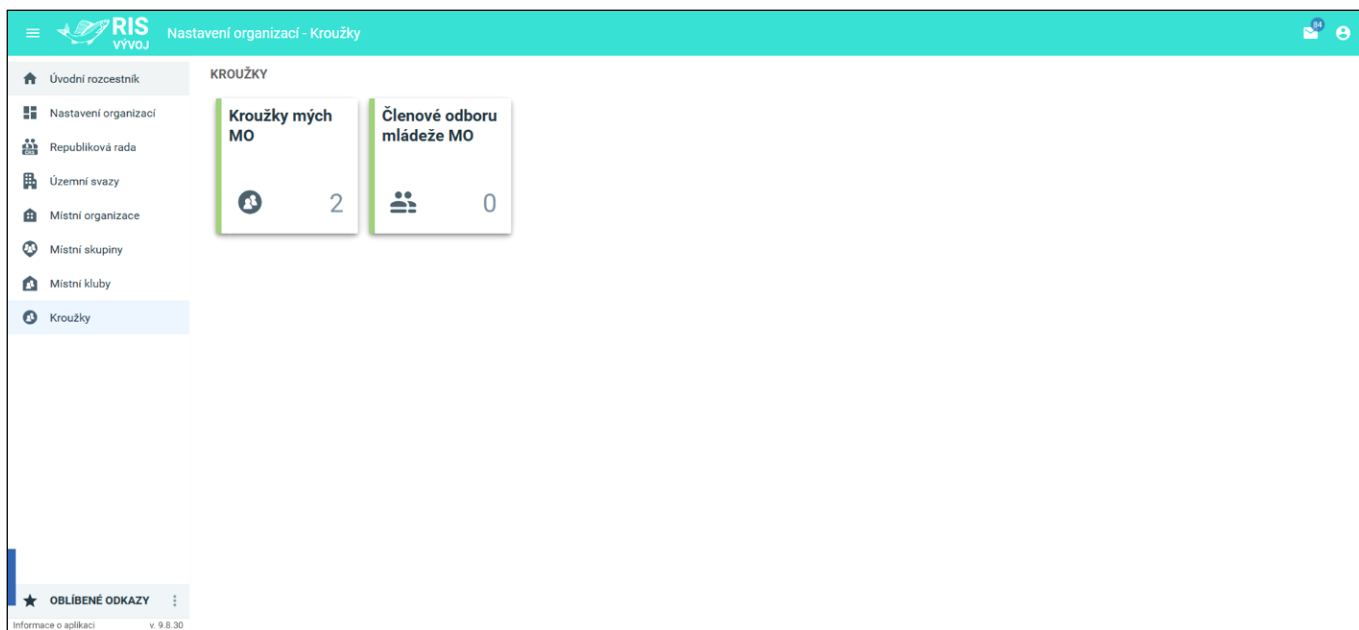 RIS
VÝVOJ
Nastavení organizací - Kroužky
84
Úvodní rozcestník
Nastavení organizací
Republiková rada
Územní svazy
Místní organizace
Místní skupiny
Místní kluby
Kroužky
KROUŽKY
Kroužky mých
MO
2
Členové odboru
mládeže MO
0
OBLÍBENÉ ODKAZY
Informace o aplikaci
v. 9.8.30